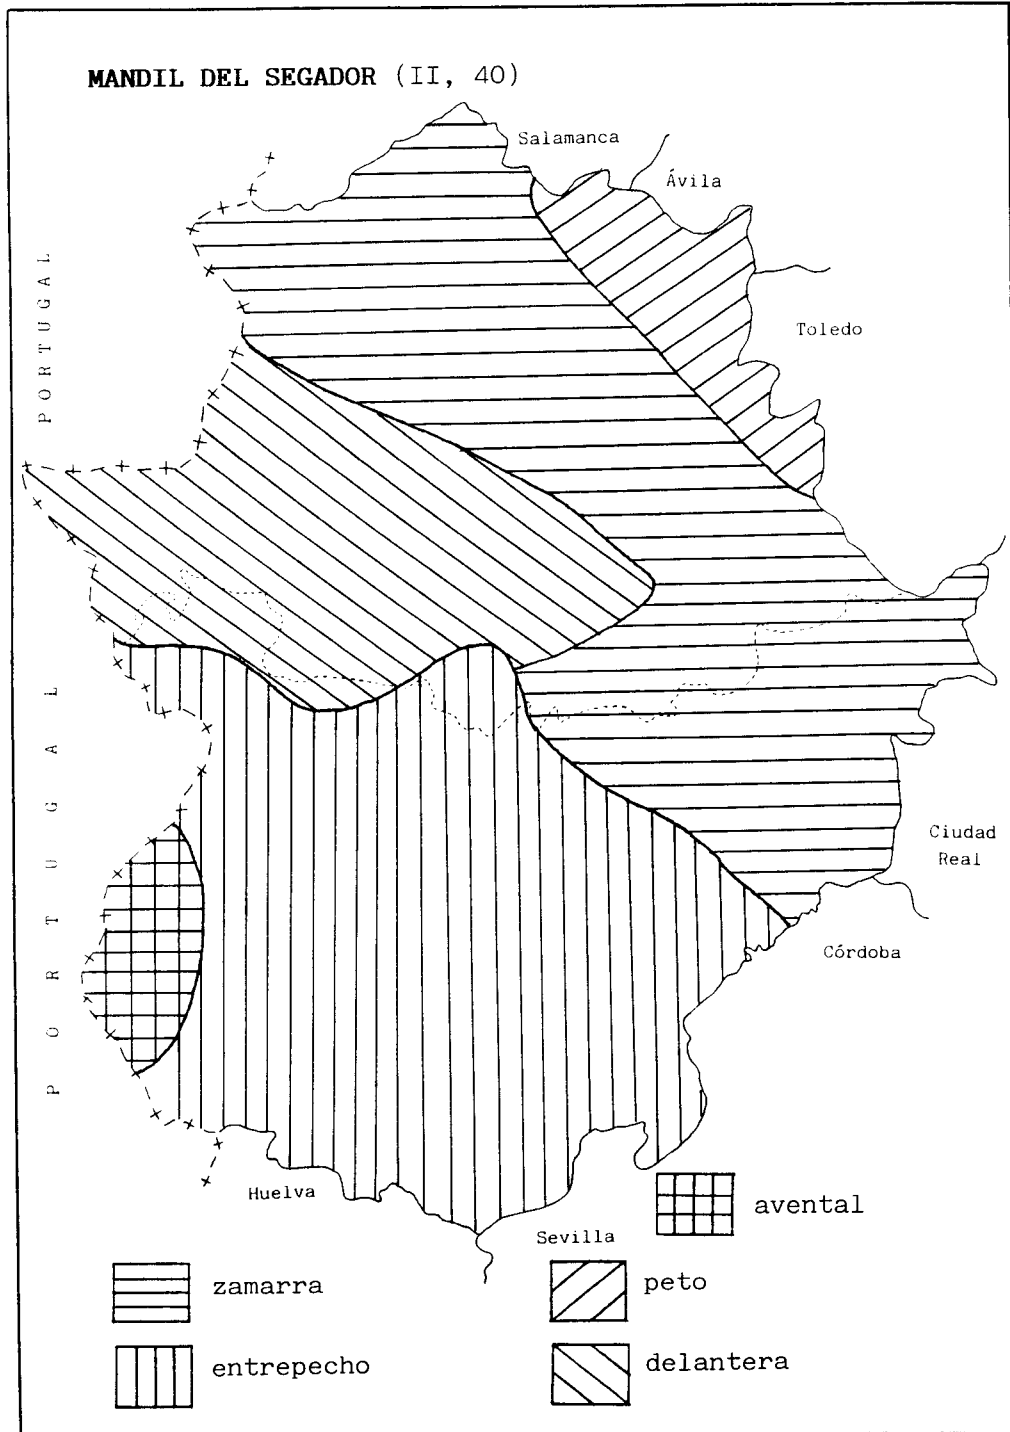 MANDIL DEL SEGADOR (II, 40)
Salamanca
Ávila
PORTUGAL
Toledo
PORTUGAL
Ciudad
Real
Córdoba
Huelva
avental
Sevilla
zamarra
peto
entrepecho
delantera